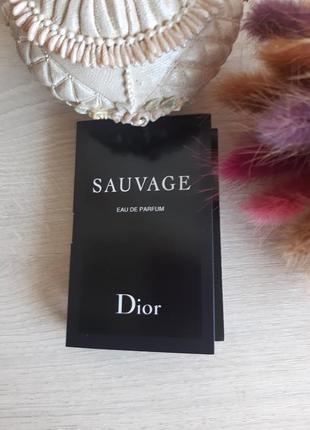 SAUVAGE
EAU DE PARFUM
Dior